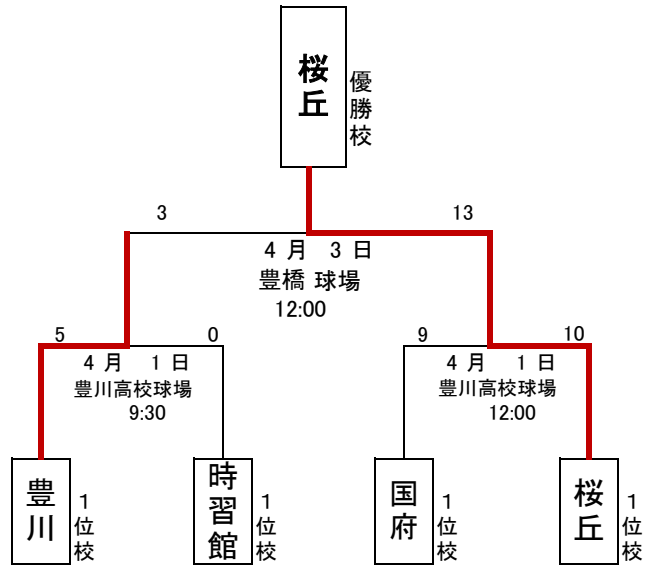 桜丘
優勝校
3
13
4 月 3 日
豊橋 球場
12:00
5
0
4 月 1 日
豊川高校球場
9:30
9
10
4 月 1 日
豊川高校球場
12:00
豊川
1位校
時習館
1位校
国府
1位校
桜丘
1位校